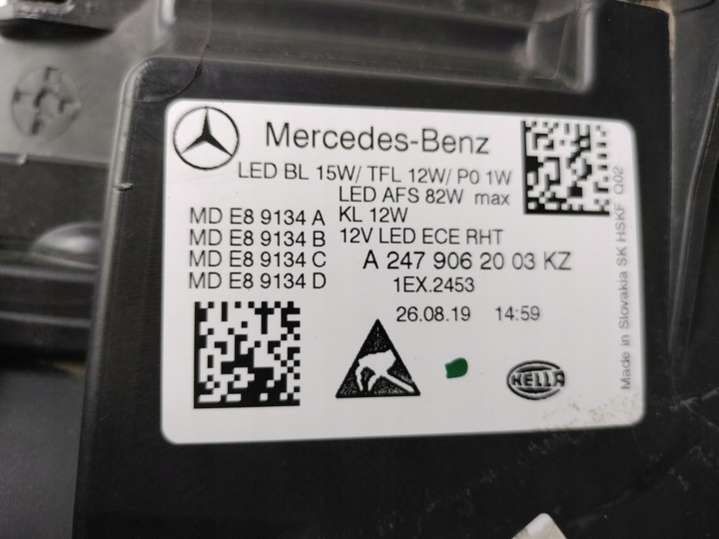 Mercedes-Benz
LED BL 15W/ TFL 12W/ P0 1W
LED AFS 82W max
MD E8 9134 A KL 12W
MD E8 9134 B 12V LED ECE RHT
MD E8 9134 C A 247 906 20 03 KZ
MD E8 9134 D 1EX.2453
26.08.19 14:59
HELLA
Made in Slovakia SK HSKF Q02